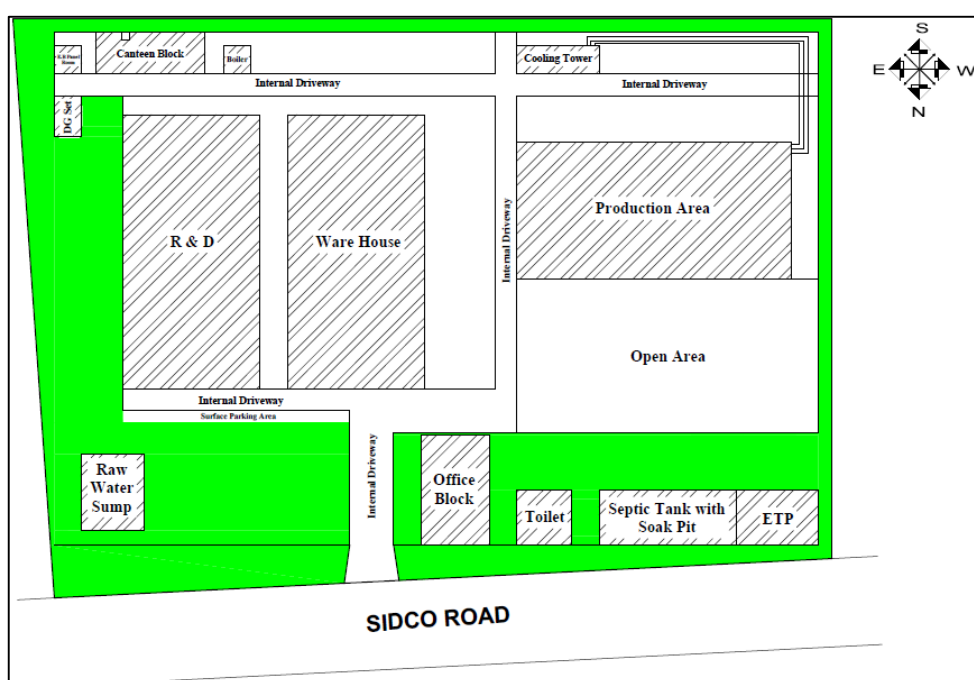 S
E W
N
Canteen Block
Boiler
Cooling Tower
Panel
Room
Internal Driveway
Internal Driveway
DG Set
R & D
Ware House
Internal Driveway
Production Area
Open Area
Internal Driveway
Surface Parking Area
Internal Driveway
Raw
Water
Sump
Office
Block
Toilet
Septic Tank with
Soak Pit
ETP
SIDCO ROAD